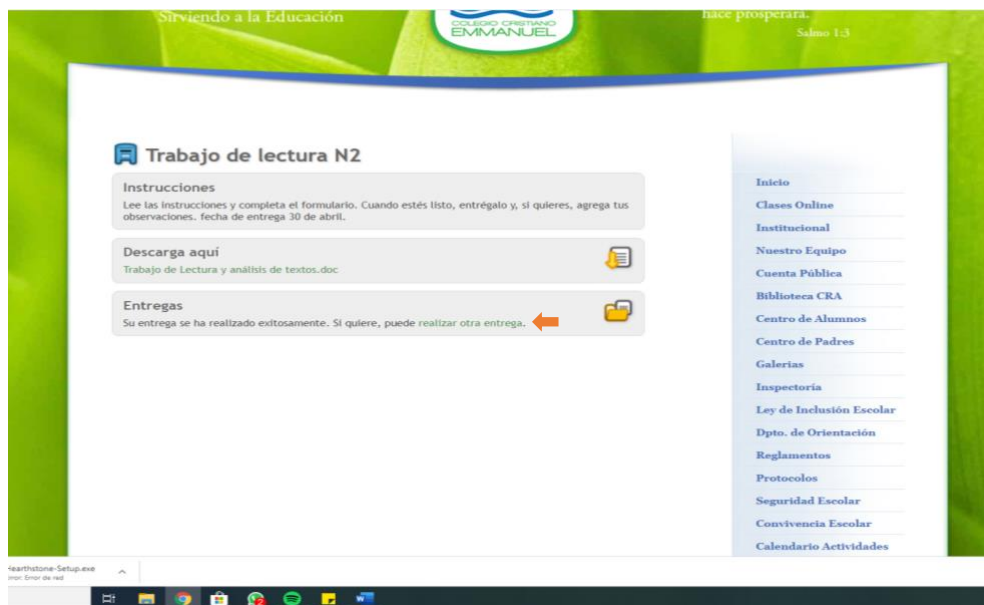 Sirviendo a la Educación
COLEGIO CRISTIANO
EMMANUEL
hace prosperará.
Salmo 1:3
Trabajo de lectura N2
Instrucciones
Lee las instrucciones y completa el formulario. Cuando estés listo, entrégalo y, si quieres, agrega tus
observaciones. fecha de entrega 30 de abril.
Descarga aquí
Trabajo de Lectura y análisis de textos.doc
Entregas
Su entrega se ha realizado exitosamente. Si quiere, puede realizar otra entrega.
Inicio
Clases Online
Institucional
Nuestro Equipo
Cuenta Pública
Biblioteca CRA
Centro de Alumnos
Centro de Padres
Galerias
Inspectoría
Ley de Inclusión Escolar
Dpto. de Orientación
Reglamentos
Protocolos
Seguridad Escolar
Convivencia Escolar
Calendario Actividades
Hearthstone-Setup.exe
Error: Error de red